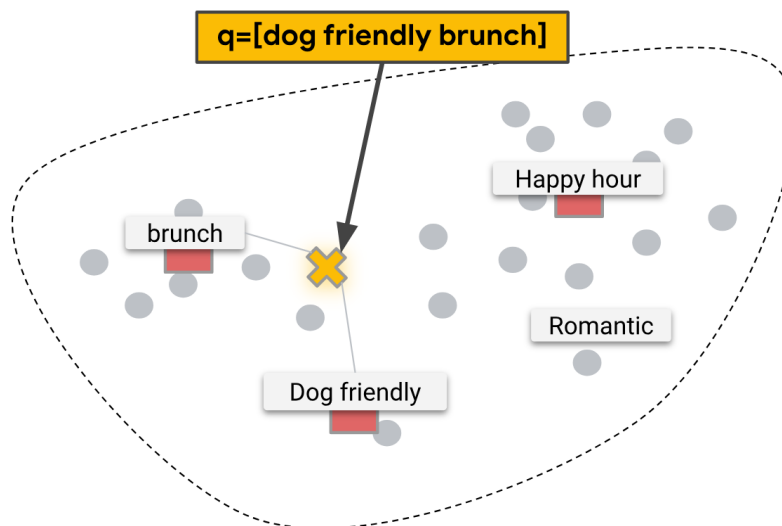 q=[dog friendly brunch]
Happy hour
brunch
Romantic
Dog friendly